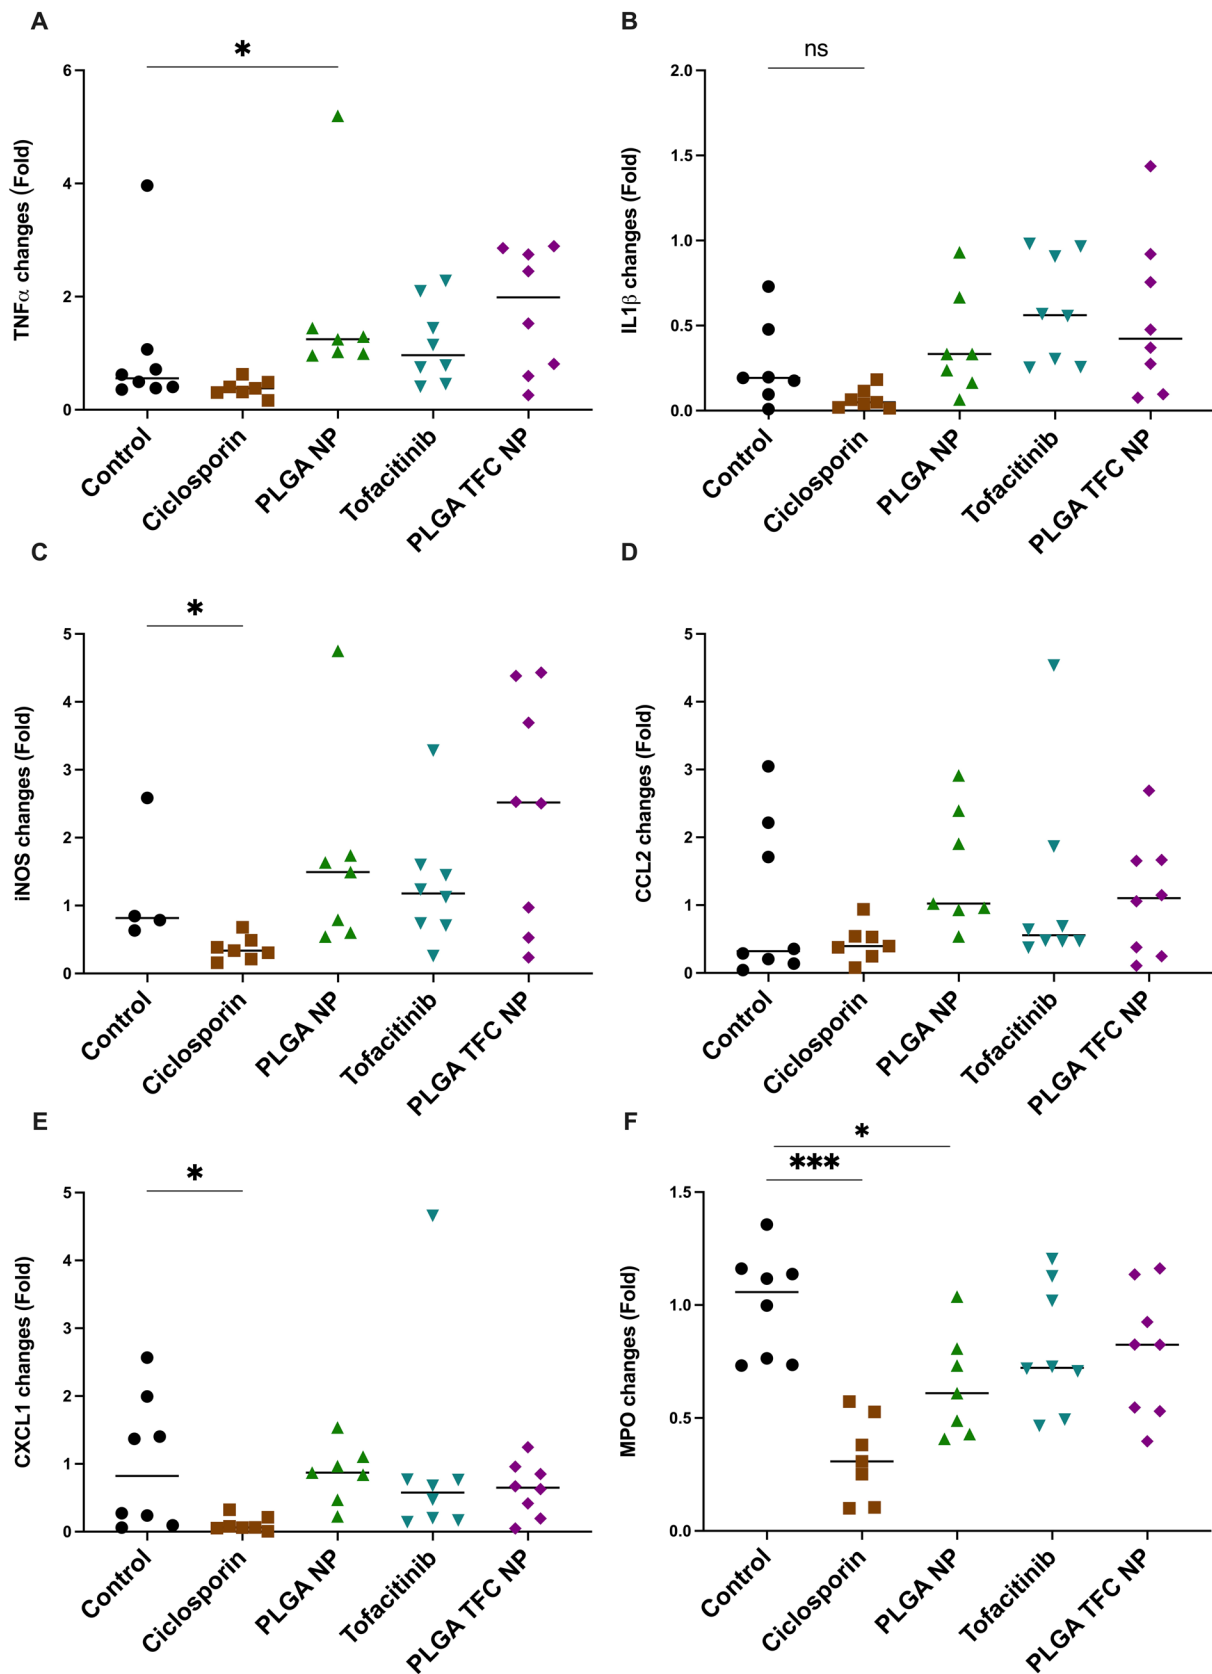 A
*
6
4
2
0
TNFα changes (Fold)
Control
Ciclosporin
PLGA NP
Tofacitinib
PLGA TFC NP
B
ns
2.0
1.5
1.0
0.5
0.0
IL1β changes (Fold)
Control
Ciclosporin
PLGA NP
Tofacitinib
PLGA TFC NP
C
*
5
4
3
2
1
0
iNOS changes (Fold)
Control
Ciclosporin
PLGA NP
Tofacitinib
PLGA TFC NP
D
5
4
3
2
1
0
CCL2 changes (Fold)
Control
Ciclosporin
PLGA NP
Tofacitinib
PLGA TFC NP
E
*
5
4
3
2
1
0
CXCL1 changes (Fold)
Control
Ciclosporin
PLGA NP
Tofacitinib
PLGA TFC NP
F
*
***
1.5
1.0
0.5
0.0
MPO changes (Fold)
Control
Ciclosporin
PLGA NP
Tofacitinib
PLGA TFC NP